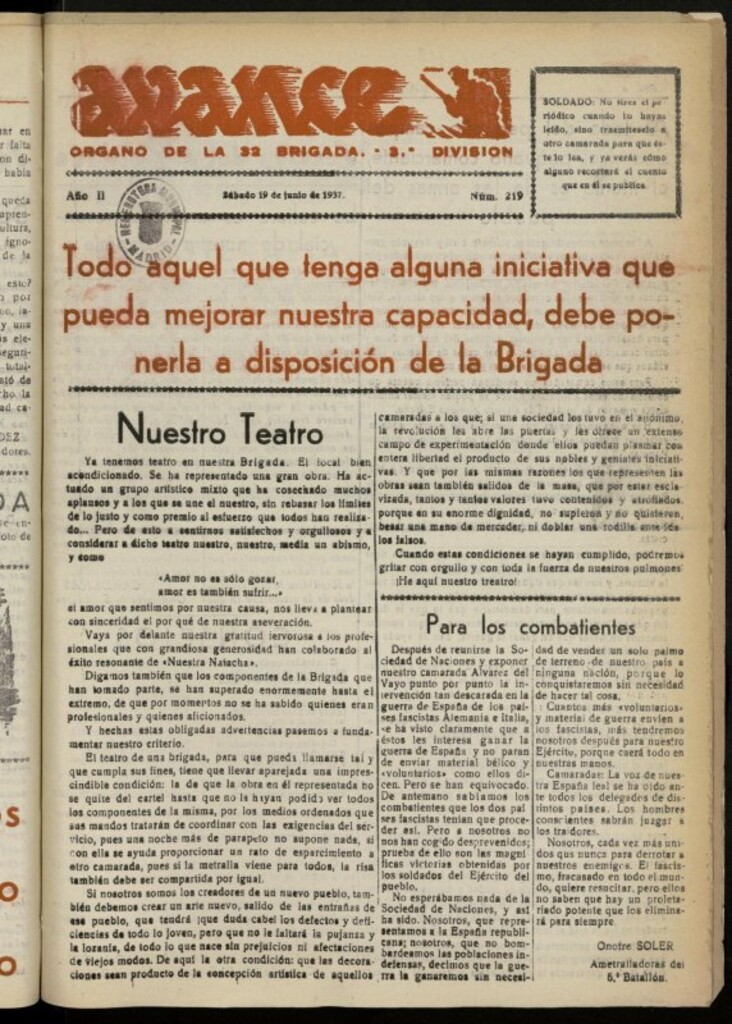 avance
ORGANO DE LA 32 BRIGADA. - 3.ª DIVISION
Año II
Sábado 19 de junio de 1937.
Núm. 219
HEMEROTECA MUNICIPAL
MADRID
SOLDADO: No tires el pe-
riódico cuando lo hayas
leído, sino trasmíteselo a
otro camarada para que és-
te lo lea, y ya verás cómo
alguno recortará el cuento
que en él se publica.
Todo aquel que tenga alguna iniciativa que
pueda mejorar nuestra capacidad, debe po-
nerla a disposición de la Brigada
Nuestro Teatro
Ya tenemos teatro en nuestra Brigada. El local bien
acondicionado. Se ha representado una gran obra. Ha ac-
tuado un grupo artístico mixto que ha cosechado muchos
aplausos y a los que se une el nuestro, sin rebasar los límites
de lo justo y como premio al esfuerzo que todos han realiza-
do... Pero de esto a sentirnos satisfechos y orgullosos y a
considerar a dicho teatro nuestro, nuestro, media un abismo,
y como
«Amor no es sólo gozar,
amor es también sufrir...»
el amor que sentimos por nuestra causa, nos lleva a plantear
con sinceridad el por qué de nuestra aseveración.
Vaya por delante nuestra gratitud fervorosa a los profe-
sionales que con grandiosa generosidad han colaborado al
éxito resonante de «Nuestra Natacha».
Digamos también que los componentes de la Brigada que
han tomado parte, se han superado enormemente hasta el
extremo, de que por momentos no se ha sabido quienes eran
profesionales y quienes aficionados.
Y hechas estas obligadas advertencias pasemos a funda-
mentar nuestro criterio.
El teatro de una brigada, para que pueda llamarse tal y
que cumpla sus fines, tiene que llevar aparejada una impres-
cindible condición: la de que la obra en él representada no
se quite del cartel hasta que no la hayan podido ver todos
los componentes de la misma, por los medios ordenados que
sus mandos tratarán de coordinar con las exigencias del ser-
vicio, pues una noche más de parapeto no supone nada, si
con ella se ayuda proporcionar un rato de esparcimiento a
otro camarada, pues si la metralla viene para todos, la risa
también debe ser compartida por igual.
Si nosotros somos los creadores de un nuevo pueblo, tam-
bién debemos crear un arte nuevo, salido de las entrañas de
ese pueblo, que tendrá ¡que duda cabe! los defectos y defi-
ciencias de todo lo joven, pero que no le faltará la pujanza y
la lozanía, de todo lo que nace sin prejuicios ni afectaciones
de viejos modos. De aquí la otra condición: que las decora-
ciones sean producto de la concepción artística de aquellos
camaradas a los que; si una sociedad los tuvo en el anónimo,
la revolución les abre las puertas y les ofrece un extenso
campo de experimentación donde ellos puedan plasmar con
entera libertad el producto de sus nobles y geniales iniciati-
vas. Y que por las mismas razones los que representen las
obras sean también salidos de la masa, que por estar escla-
vizada, tantos y tantos valores tuvo contenidos y atrofiados,
porque en su enorme dignidad, no supieron y no quisieron,
besar una mano de mercader, ni doblar una rodilla ante ído-
los falsos.
Cuando estas condiciones se hayan cumplido, podremos
gritar con orgullo y con toda la fuerza de nuestros pulmones
¡He aquí nuestro treatro!
Para los combatientes
Después de reunirse la So-
ciedad de Naciones y exponer
nuestro camarada Alvarez del
Vayo punto por punto la in-
tervención tan descarada en la
guerra de España de los paí-
ses fascistas Alemania e Italia,
se ha visto claramente que a
éstos les interesa ganar la
guerra de España y no paran
de enviar material bélico y
«voluntarios» como ellos di-
cen. Pero se han equivocado.
De antemano sabíamos los
combatientes que los dos paí-
ses fascistas tenían que proce-
der así. Pero a nosotros no
nos han cogido desprevenidos;
prueba de ello son las magní-
ficas victorias obtenidas por
los soldados del Ejército del
pueblo.
No esperábamos nada de la
Sociedad de Naciones, y así
ha sido. Nosotros, que repre-
sentamos a la España republi-
cana; nosotros, que no bom-
bardeamos las poblaciones in-
defensas, decimos que la gue-
rra la ganaremos sin necesi-
dad de vender un solo palmo
de terreno de nuestro país a
ninguna nación, porque lo
conquistaremos sin necesidad
de hacer tal cosa.
Cuantos más «voluntarios»
y material de guerra envíen a
los fascistas, más tendremos
nosotros después para nuestro
Ejército, porque caerá todo en
nuestras manos.
Camaradas: La voz de nues-
tra España leal se ha oído an-
te todos los delegados de dis-
tintos países. Los hombres
conscientes sabrán juzgar a
los traidores.
Nosotros, cada vez más uni-
dos que nunca para derrotar a
nuestros enemigos. El fascis-
mo, fracasado en todo el mun-
do, quiere resucitar, pero ellos
no saben que hay un prole-
tariado potente que los elimina-
rá para siempre.
Onofre SOLER
Ametralladoras del
5.º Batallón.